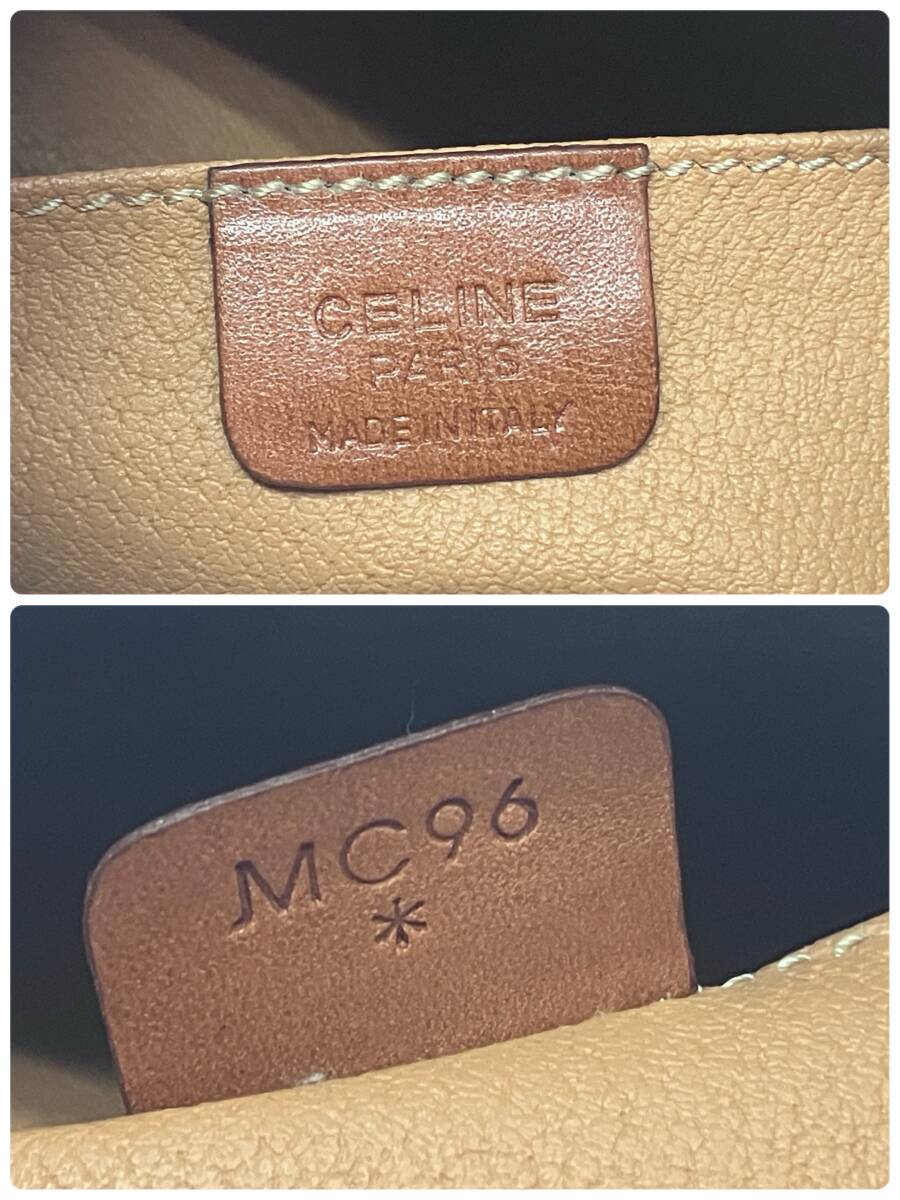 CELINE
PARIS
MADE IN ITALY
MC96
*